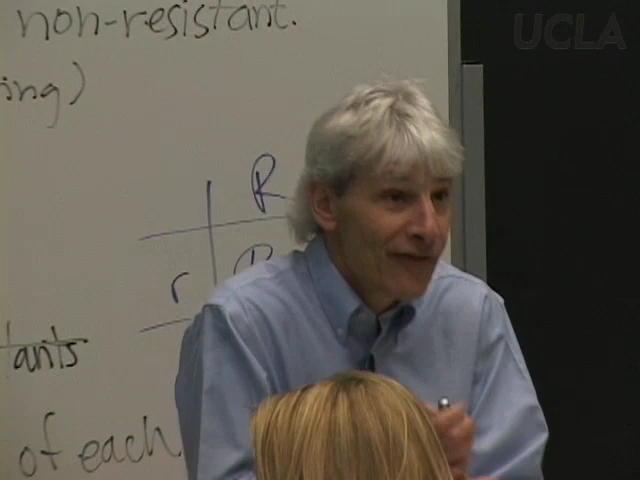 UCLA
non-resistant.
ing)
R
r R
tants
of each